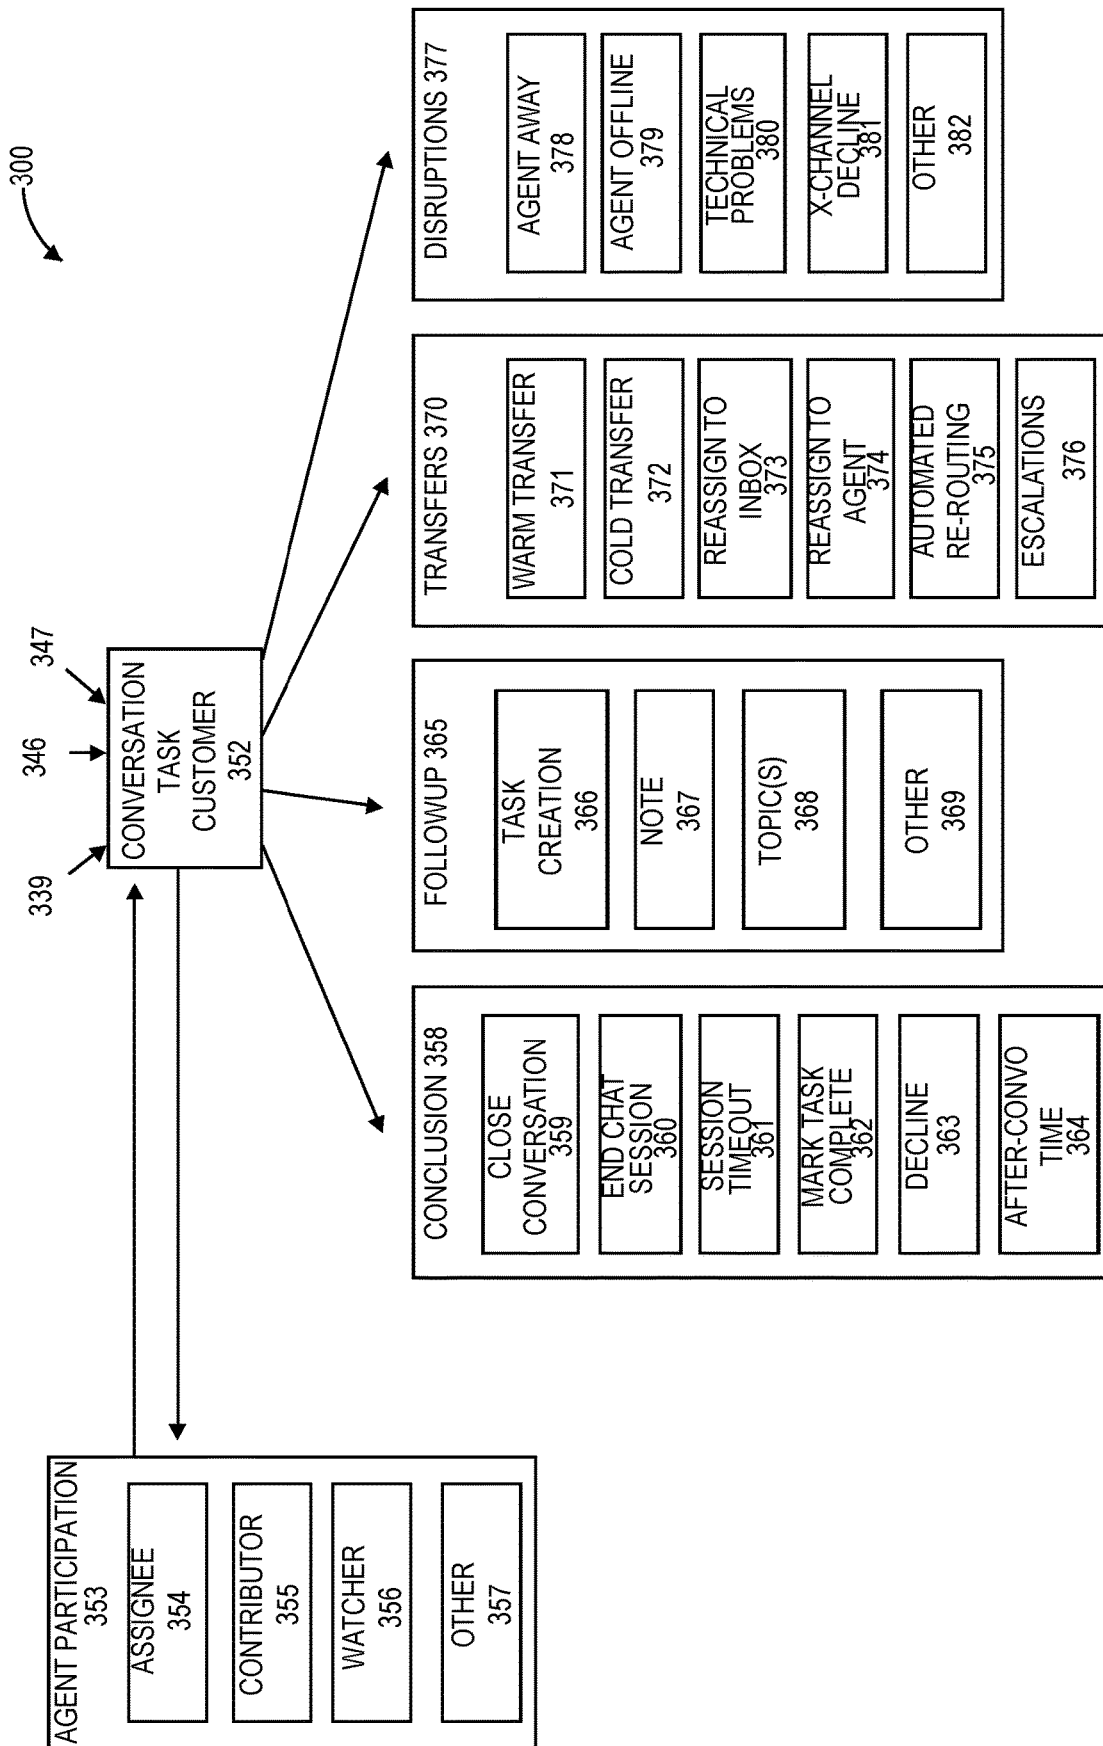 300
339
346
347
CONVERSATION
TASK
CUSTOMER
352
AGENT PARTICIPATION
353
ASSIGNEE
354
CONTRIBUTOR
355
WATCHER
356
OTHER
357
CONCLUSION 358
CLOSE
CONVERSATION
359
END CHAT
SESSION
360
SESSION
TIMEOUT
361
MARK TASK
COMPLETE
362
DECLINE
363
AFTER-CONVO
TIME
364
FOLLOWUP 365
TASK
CREATION
366
NOTE
367
TOPIC(S)
368
OTHER
369
TRANSFERS 370
WARM TRANSFER
371
COLD TRANSFER
372
REASSIGN TO
INBOX
373
REASSIGN TO
AGENT
374
AUTOMATED
RE-ROUTING
375
ESCALATIONS
376
DISRUPTIONS 377
AGENT AWAY
378
AGENT OFFLINE
379
TECHNICAL
PROBLEMS
380
X-CHANNEL
DECLINE
381
OTHER
382